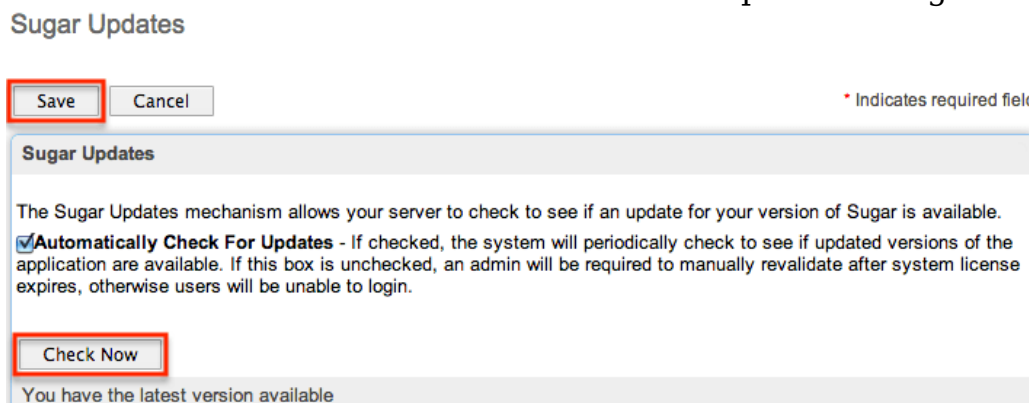 Sugar Updates
Save Cancel * Indicates required field
Sugar Updates
The Sugar Updates mechanism allows your server to check to see if an update for your version of Sugar is available.
Automatically Check For Updates - If checked, the system will periodically check to see if updated versions of the
application are available. If this box is unchecked, an admin will be required to manually revalidate after system license
expires, otherwise users will be unable to login.
Check Now
You have the latest version available